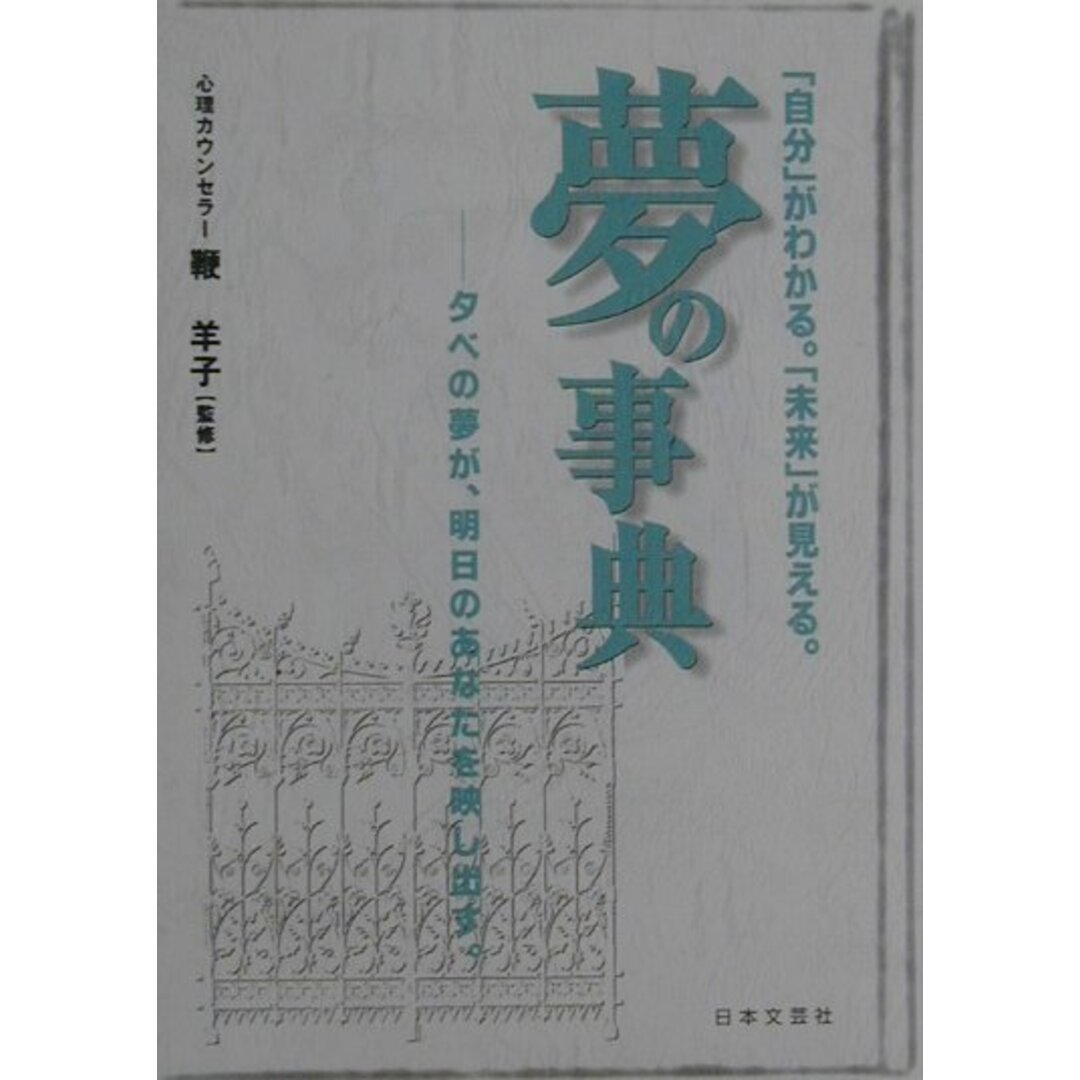 「自分」がわかる。「未来」が見える。
夢の事典
──夕べの夢が、明日のあなたを映し出す。
心理カウンセラー 鞭 羊子【監修】
日本文芸社